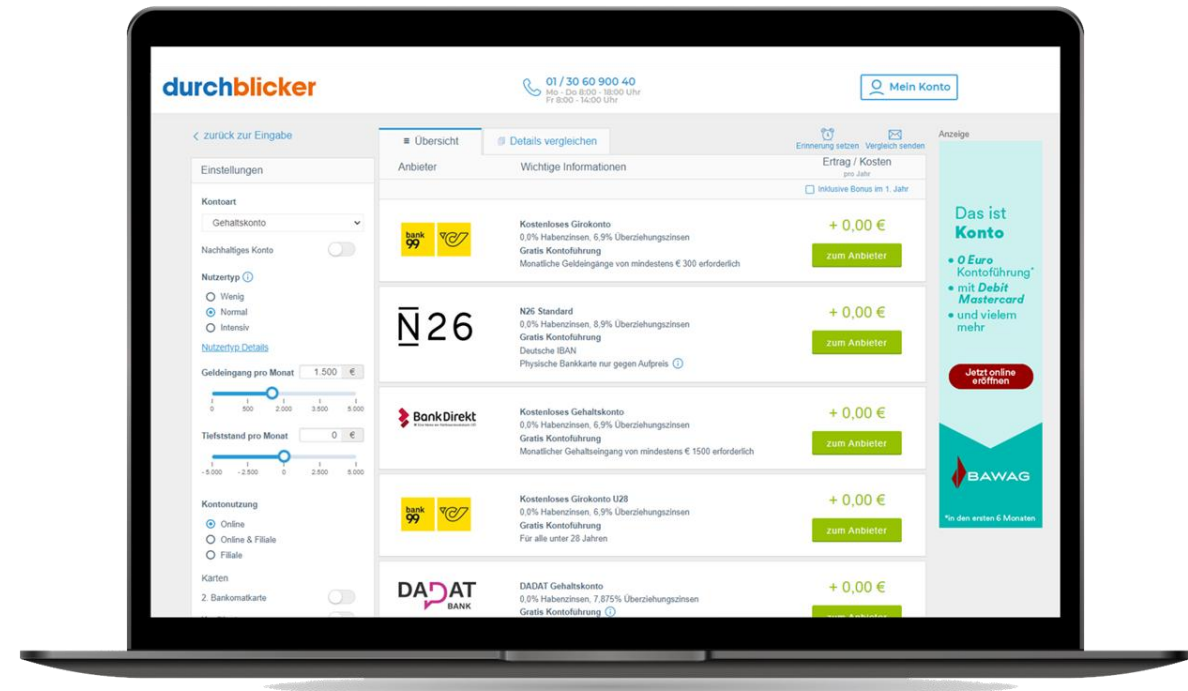 durchblicker
01 / 30 60 900 40
Mo - Do 8:00 - 18:00 Uhr
Fr 8:00 - 14:00 Uhr
Mein Konto
zurück zur Eingabe
Übersicht
Details vergleichen
Erinnerung setzen
Vergleich senden
Anzeige
Einstellungen
Kontoart
Gehaltskonto
Nachhaltiges Konto
Nutzertyp
Wenig
Normal
Intensiv
Nutzertyp Details
Geldeingang pro Monat 1.500 €
0 500 2.000 3.500 5.000
Tiefststand pro Monat 0 €
-5.000 -2.500 0 2.500 5.000
Kontonutzung
Online
Online & Filiale
Filiale
Karten
2. Bankomatkarte
Anbieter
Wichtige Informationen
Ertrag / Kosten
pro Jahr
Inklusive Bonus im 1. Jahr
bank
99
Kostenloses Girokonto
0,0% Habenzinsen, 6,9% Überziehungszinsen
Gratis Kontoführung
Monatliche Geldeingänge von mindestens € 300 erforderlich
+ 0,00 €
zum Anbieter
N26
N26 Standard
0,0% Habenzinsen, 8,9% Überziehungszinsen
Gratis Kontoführung
Deutsche IBAN
Physische Bankkarte nur gegen Aufpreis
+ 0,00 €
zum Anbieter
BankDirekt
Kostenloses Gehaltskonto
0,0% Habenzinsen, 6,9% Überziehungszinsen
Gratis Kontoführung
Monatlicher Gehaltseingang von mindestens € 1500 erforderlich
+ 0,00 €
zum Anbieter
bank
99
Kostenloses Girokonto U28
0,0% Habenzinsen, 6,9% Überziehungszinsen
Gratis Kontoführung
Für alle unter 28 Jahren
+ 0,00 €
zum Anbieter
DADAT
BANK
DADAT Gehaltskonto
0,0% Habenzinsen, 7,875% Überziehungszinsen
Gratis Kontoführung
+ 0,00 €
zum Anbieter
Das ist
Konto
• 0 Euro
Kontoführung*
• mit Debit
Mastercard
• und vielem
mehr
Jetzt online
eröffnen
BAWAG
*in den ersten 6 Monaten